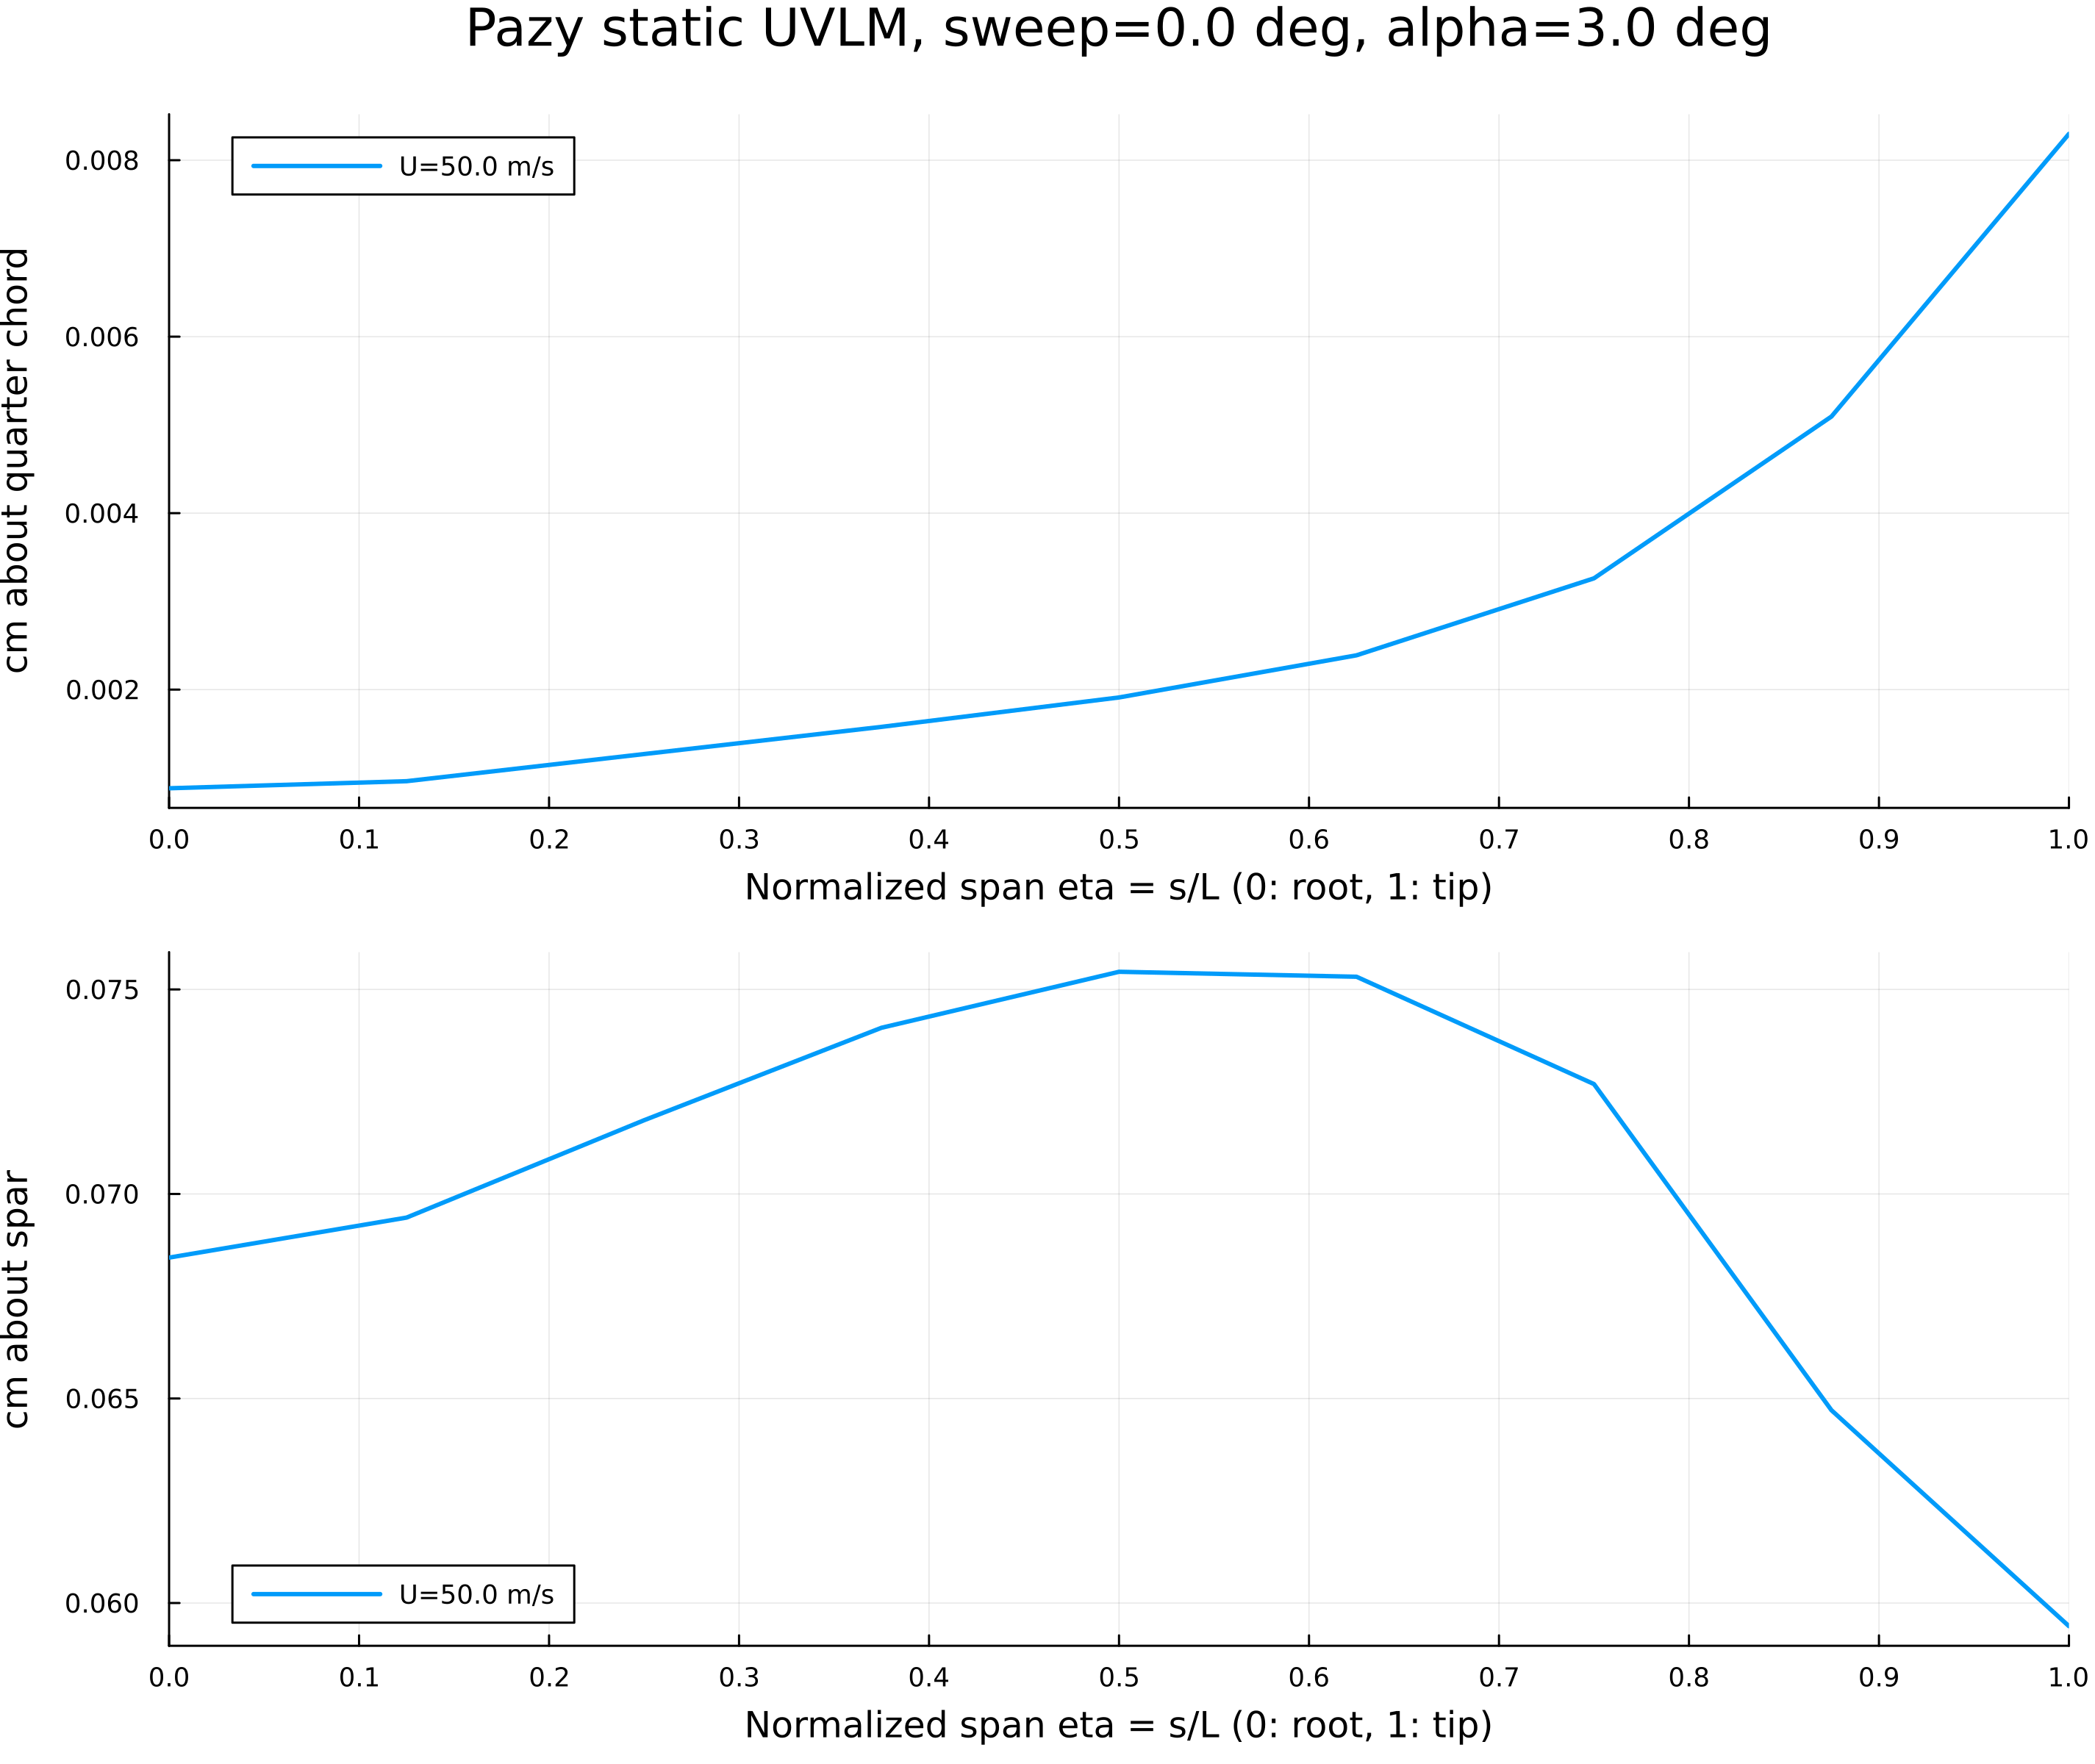 Pazy static UVLM, sweep=0.0 deg, alpha=3.0 deg
cm about quarter chord
0.008
0.006
0.004
0.002
U=50.0 m/s
0.0 0.1 0.2 0.3 0.4 0.5 0.6 0.7 0.8 0.9 1.0
Normalized span eta = s/L (0: root, 1: tip)
cm about spar
0.075
0.070
0.065
0.060
U=50.0 m/s
0.0 0.1 0.2 0.3 0.4 0.5 0.6 0.7 0.8 0.9 1.0
Normalized span eta = s/L (0: root, 1: tip)